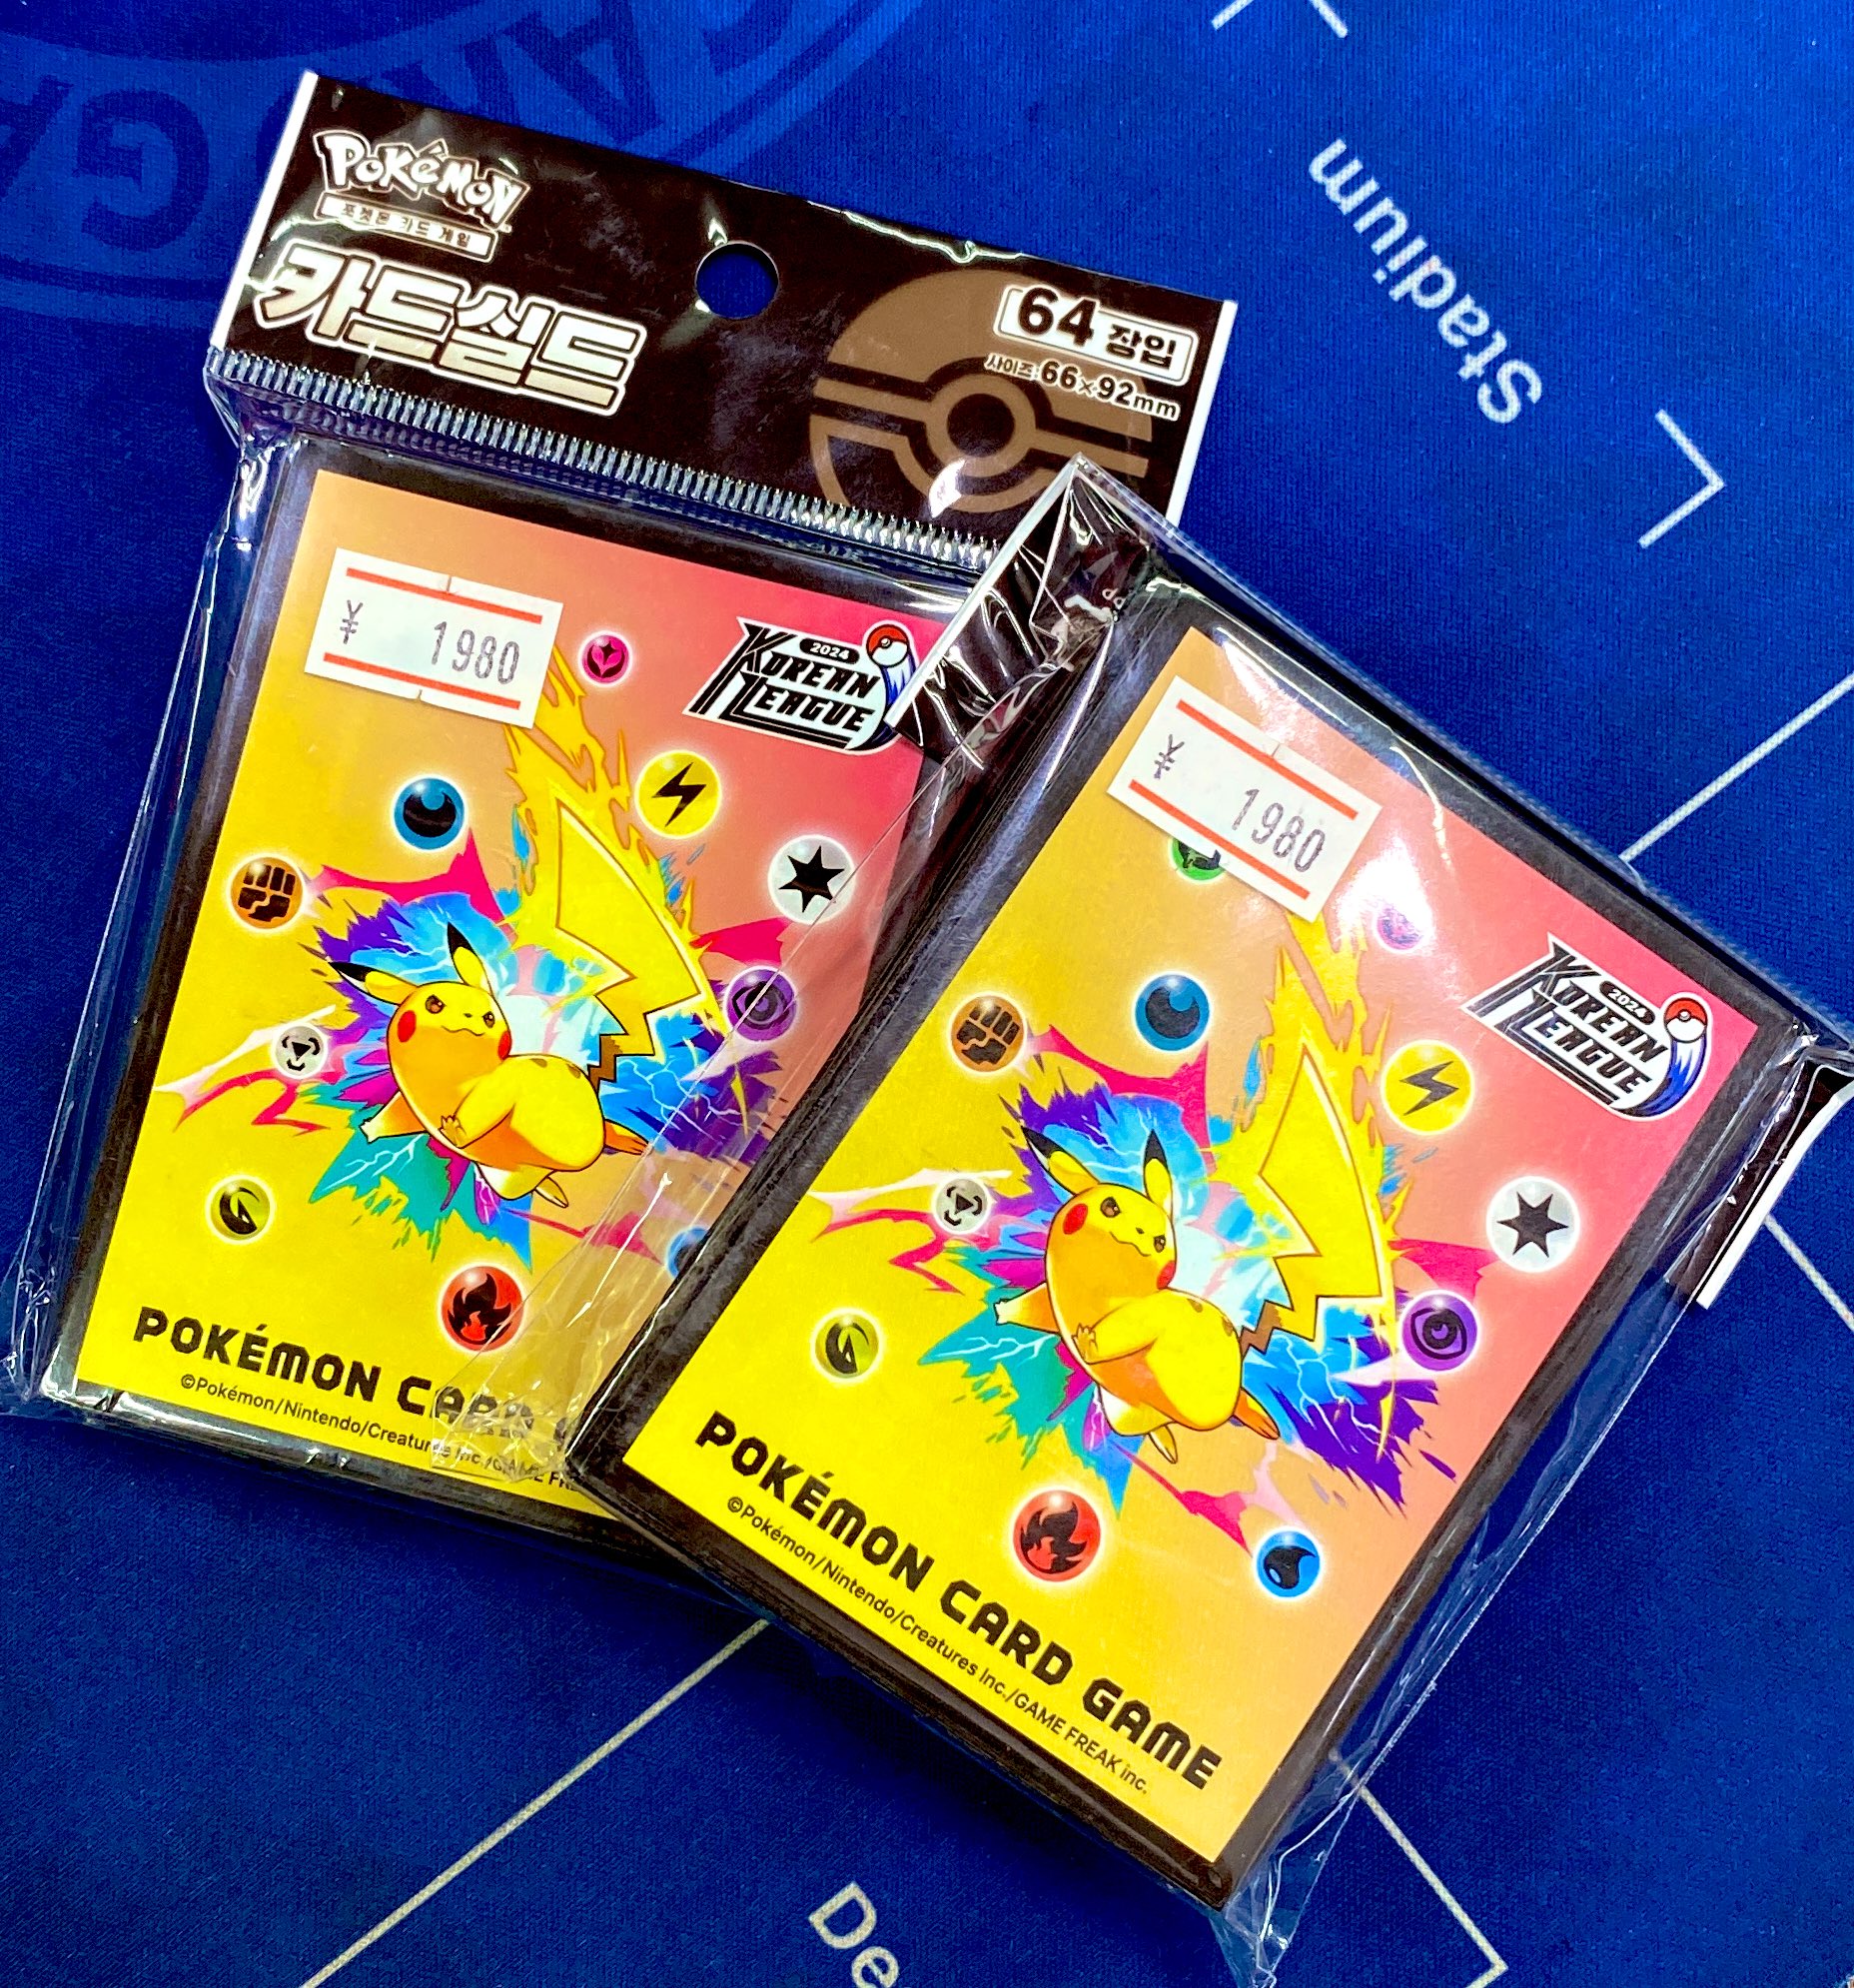 Pokémon
포켓몬 카드 게임
카드실드
64 장입
사이즈:66×92mm
¥ 1980
2024
KOREAN
LEAGUE
POKÉMON CARD
©Pokémon/Nintendo/Creatures Inc./GAME
¥ 1980
2024
KOREAN
LEAGUE
POKÉMON CARD GAME
©Pokémon/Nintendo/Creatures Inc./GAME FREAK inc.
Stadium
De